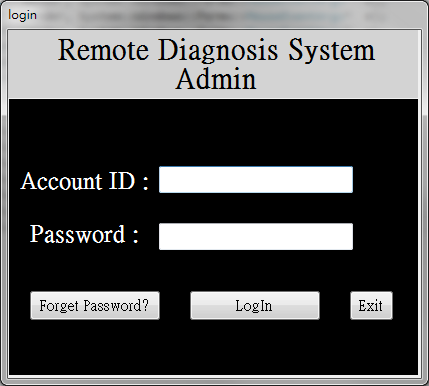 login
Remote Diagnosis System
Admin
Account ID :
Password :
Forget Password?
LogIn
Exit